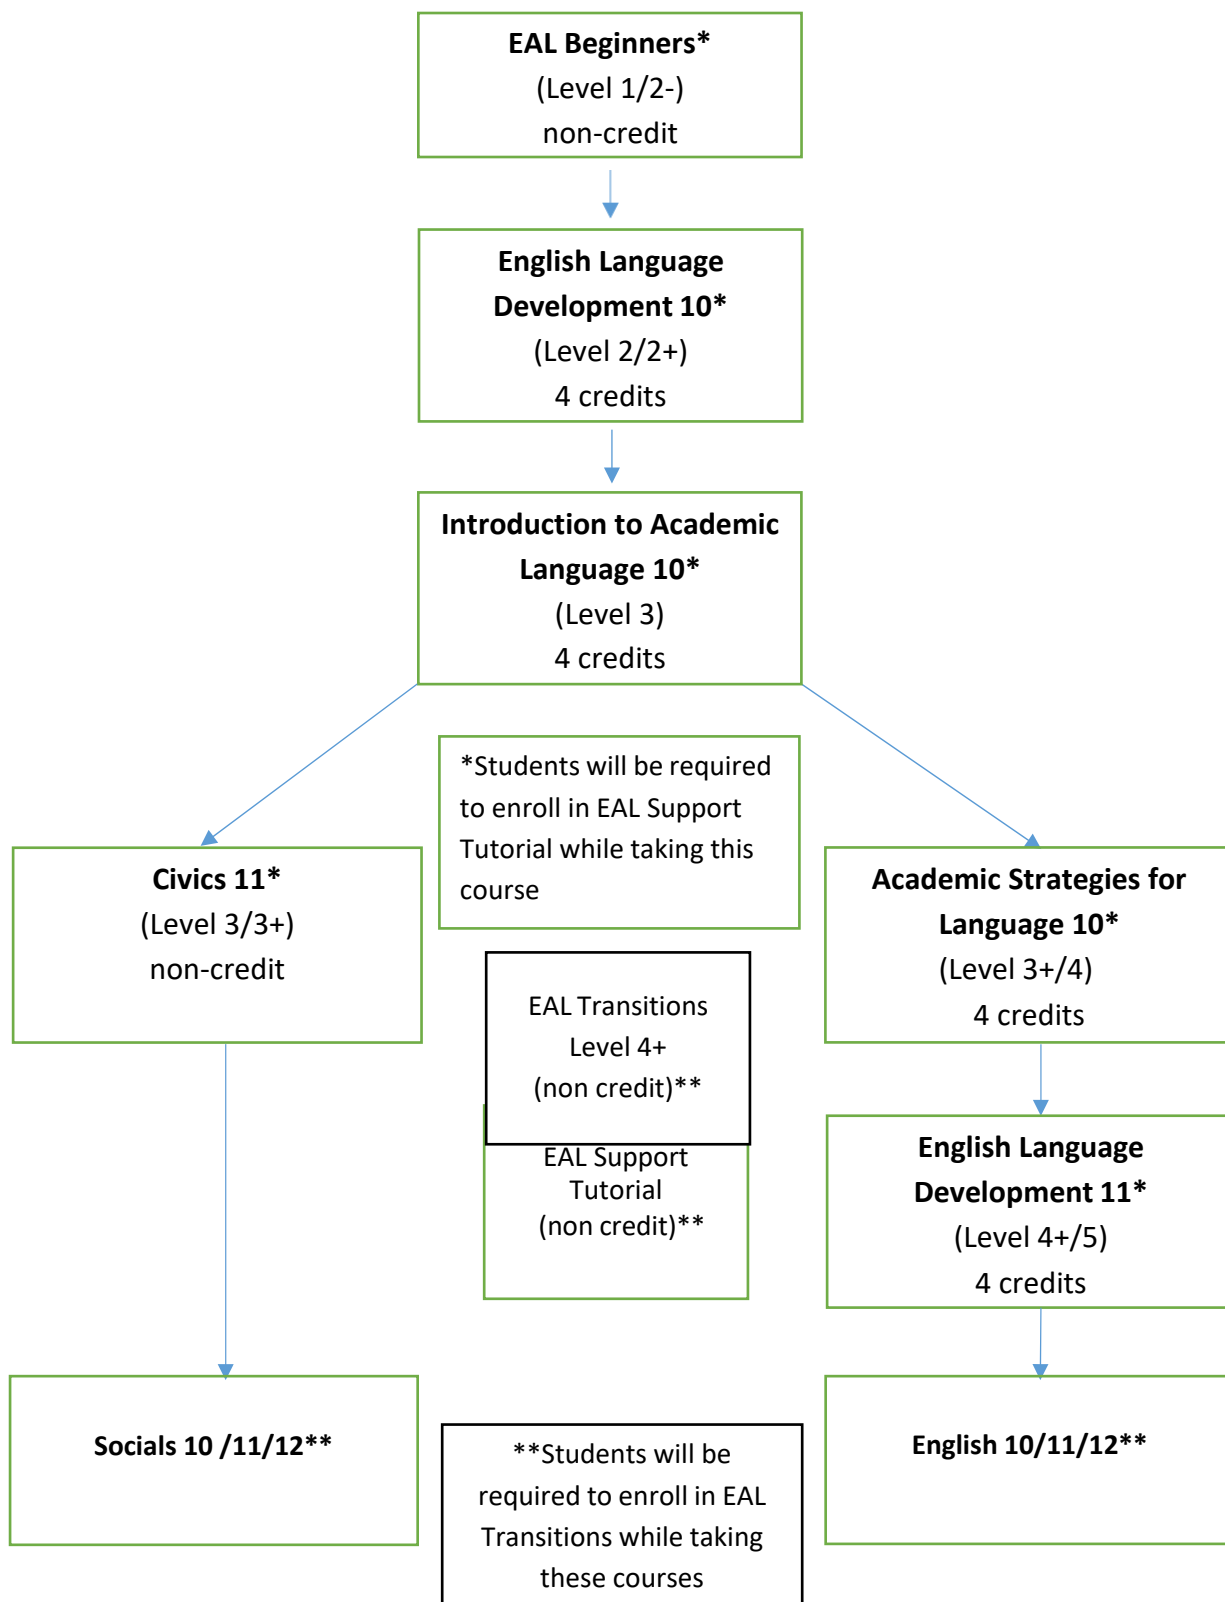 EAL Beginners*
(Level 1/2-)
non-credit
English Language
Development 10*
(Level 2/2+)
4 credits
Introduction to Academic
Language 10*
(Level 3)
4 credits
*Students will be required
to enroll in EAL Support
Tutorial while taking this
course
Civics 11*
(Level 3/3+)
non-credit
Academic Strategies for
Language 10*
(Level 3+/4)
4 credits
EAL Transitions
Level 4+
(non credit)**
EAL Support
Tutorial
(non credit)**
English Language
Development 11*
(Level 4+/5)
4 credits
Socials 10 /11/12**
**Students will be
required to enroll in EAL
Transitions while taking
these courses
English 10/11/12**